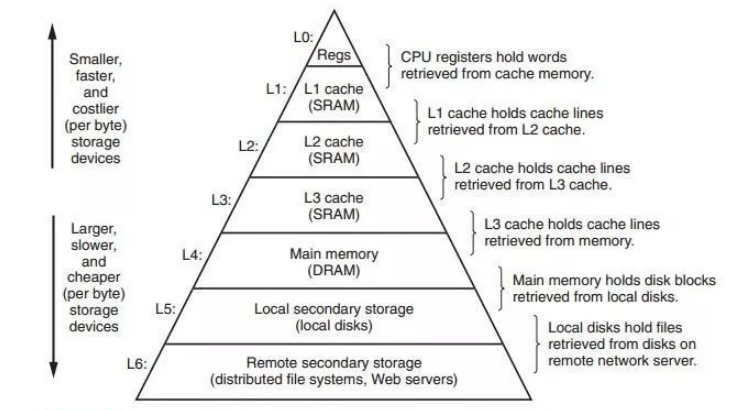 L0:
Regs
CPU registers hold words
retrieved from cache memory.
Smaller,
faster,
and
costlier
(per byte)
storage
devices
L1:
L1 cache
(SRAM)
L1 cache holds cache lines
retrieved from L2 cache.
L2:
L2 cache
(SRAM)
L2 cache holds cache lines
retrieved from L3 cache.
L3:
L3 cache
(SRAM)
L3 cache holds cache lines
retrieved from memory.
Larger,
slower,
and
cheaper
(per byte)
storage
devices
L4:
Main memory
(DRAM)
Main memory holds disk blocks
retrieved from local disks.
L5:
Local secondary storage
(local disks)
Local disks hold files
retrieved from disks on
remote network server.
L6:
Remote secondary storage
(distributed file systems, Web servers)